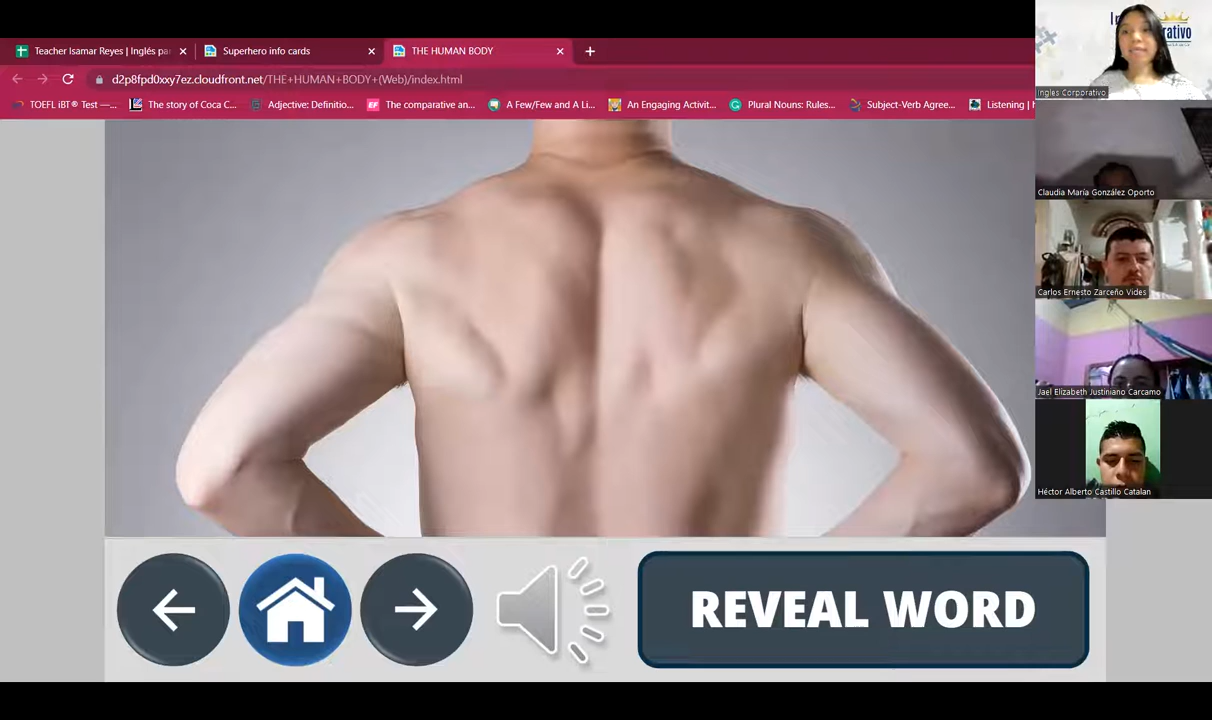 Teacher Isamar Reyes | Inglés pa
Superhero info cards
THE HUMAN BODY
d2p8fpd0xxy7ez.cloudfront.net/THE+HUMAN+BODY+(Web)/index.html
TOEFL iBT® Test —...
The story of Coca C...
Adjective: Definitio...
EF
The comparative an...
A Few/Few and A Li...
An Engaging Activit...
Plural Nouns: Rules...
Subject-Verb Agree...
Listening |
Ingles Corporativo
Claudia María González Oporto
Carlos Ernesto Zarceño Vides
Jael Elizabeth Justiniano Carcamo
Héctor Alberto Castillo Catalan
REVEAL WORD